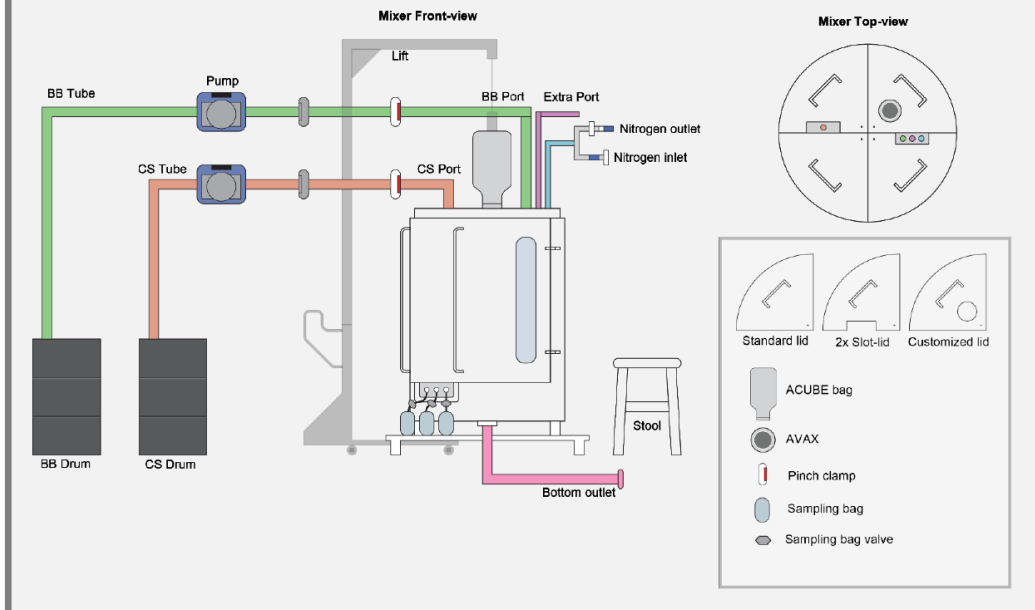 Mixer Front-view
Mixer Top-view
Lift
Pump
BB Tube
BB Port
Extra Port
Nitrogen outlet
Nitrogen inlet
CS Tube
CS Port
Standard lid
2x Slot-lid
Customized lid
ACUBE bag
Stool
AVAX
BB Drum
CS Drum
Pinch clamp
Bottom outlet
Sampling bag
Sampling bag valve